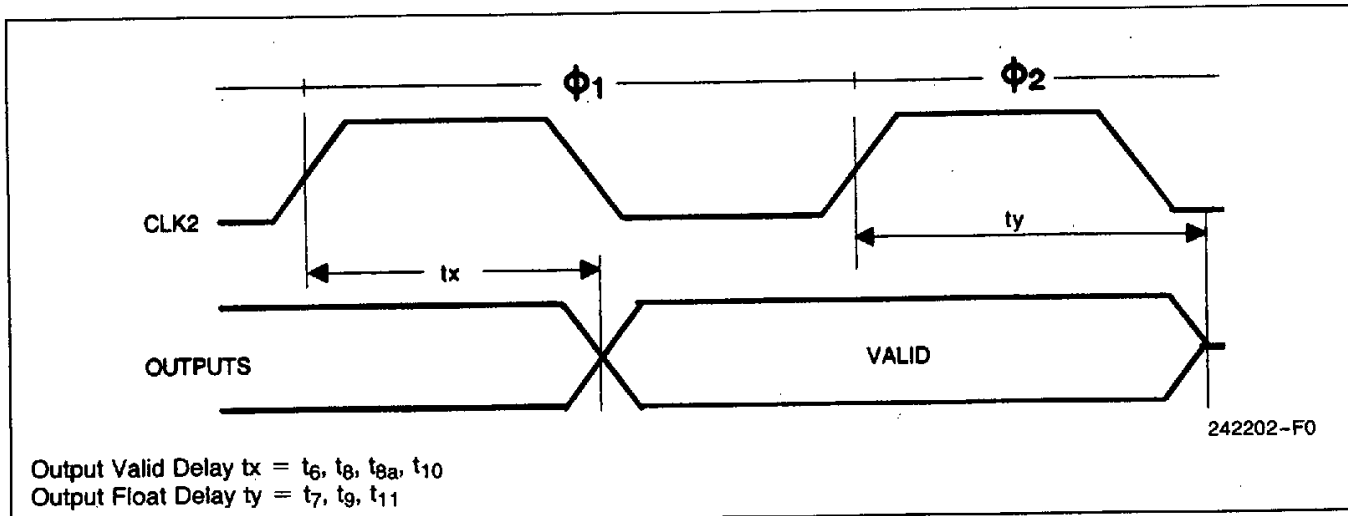 Φ1 Φ2
CLK2
tx ty
OUTPUTS VALID
242202-F0
Output Valid Delay tx = t6, t8, t8a, t10
Output Float Delay ty = t7, t9, t11